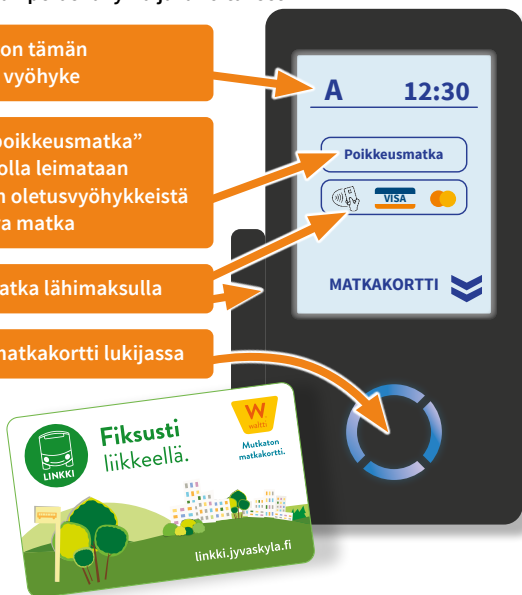 on tämän
vyöhyke
poikkeusmatka”
olla leimataan
oletusvyöhykkeistä
matka
matka lähimaksulla
matkakortti lukijassa
A 12:30
Poikkeusmatka
VISA
MATKAKORTTI
LINKKI
Fiksusti
liikkeellä.
W
waltti
Mutkaton
matkakortti.
linkki.jyvaskyla.fi